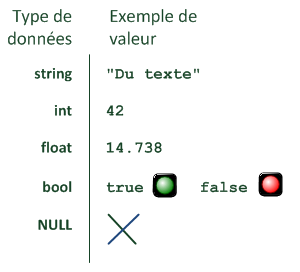 Type de données Exemple de valeur
string "Du texte"
int 42
float 14.738
bool true false
NULL